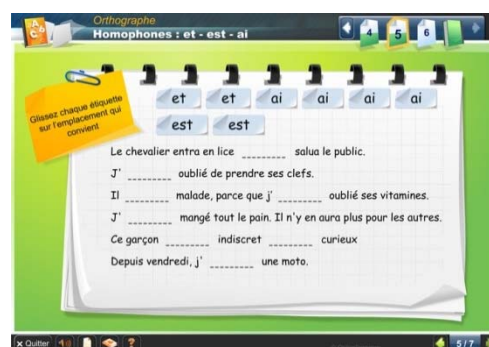 Orthographe
Homophones : et - est - ai
4 5 6
Glissez chaque étiquette
sur l'emplacement qui
convient
et et ai ai ai ai
est est
Le chevalier entra en lice ________ salua le public.
J' ________ oublié de prendre ses clefs.
Il ________ malade, parce que j' ________ oublié ses vitamines.
J' ________ mangé tout le pain. Il n'y en aura plus pour les autres.
Ce garçon ________ indiscret ________ curieux
Depuis vendredi, j' ________ une moto.
x Quitter ? 5/7